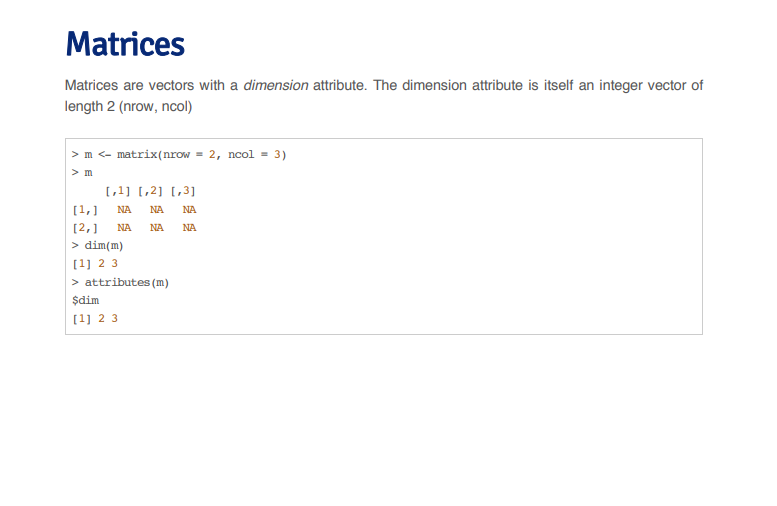 Matrices
Matrices are vectors with a dimension attribute. The dimension attribute is itself an integer vector of
length 2 (nrow, ncol)
> m <- matrix(nrow = 2, ncol = 3)
> m
     [,1] [,2] [,3]
[1,]   NA   NA   NA
[2,]   NA   NA   NA
> dim(m)
[1] 2 3
> attributes(m)
$dim
[1] 2 3